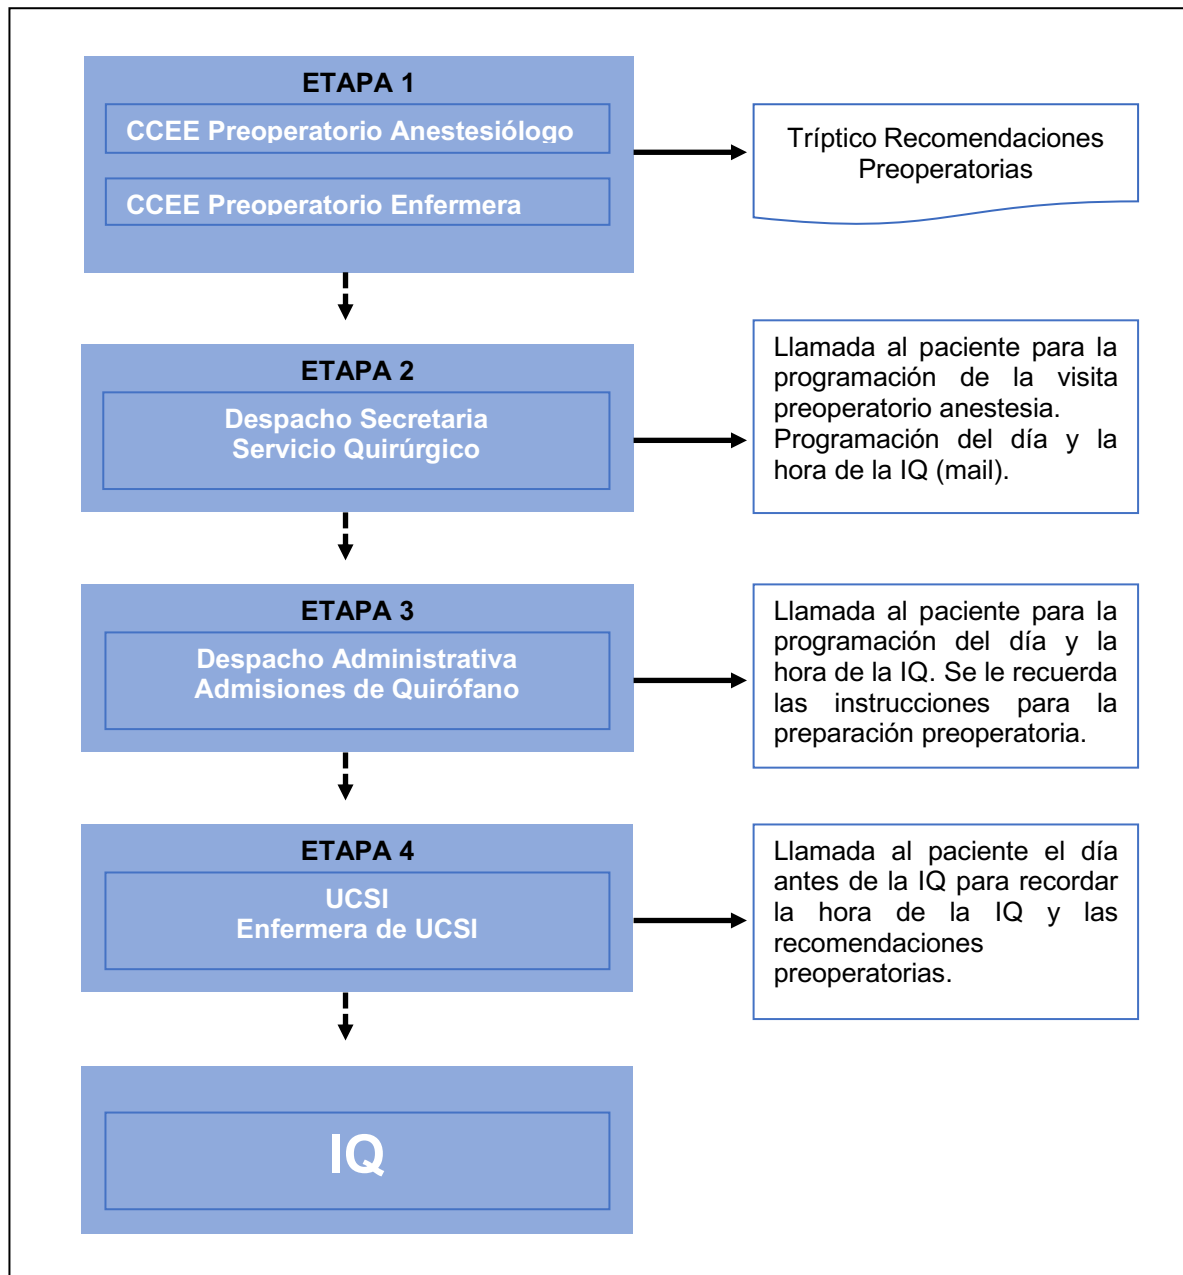 ETAPA 1
CCEE Preoperatorio Anestesiólogo
CCEE Preoperatorio Enfermera
Tríptico Recomendaciones
Preoperatorias
ETAPA 2
Despacho Secretaria
Servicio Quirúrgico
Llamada al paciente para la
programación de la visita
preoperatorio anestesia.
Programación del día y la
hora de la IQ (mail).
ETAPA 3
Despacho Administrativa
Admisiones de Quirófano
Llamada al paciente para la
programación del día y la
hora de la IQ. Se le recuerda
las instrucciones para la
preparación preoperatoria.
ETAPA 4
UCSI
Enfermera de UCSI
Llamada al paciente el día
antes de la IQ para recordar
la hora de la IQ y las
recomendaciones
preoperatorias.
IQ